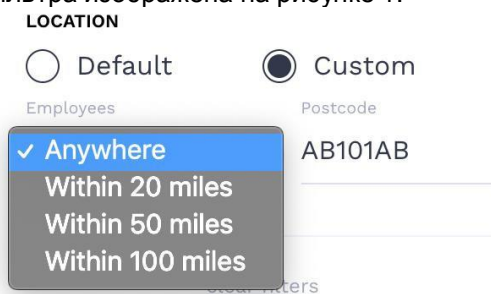 LOCATION
Default Custom
Employees Postcode
✓ Anywhere AB101AB
Within 20 miles
Within 50 miles
Within 100 miles